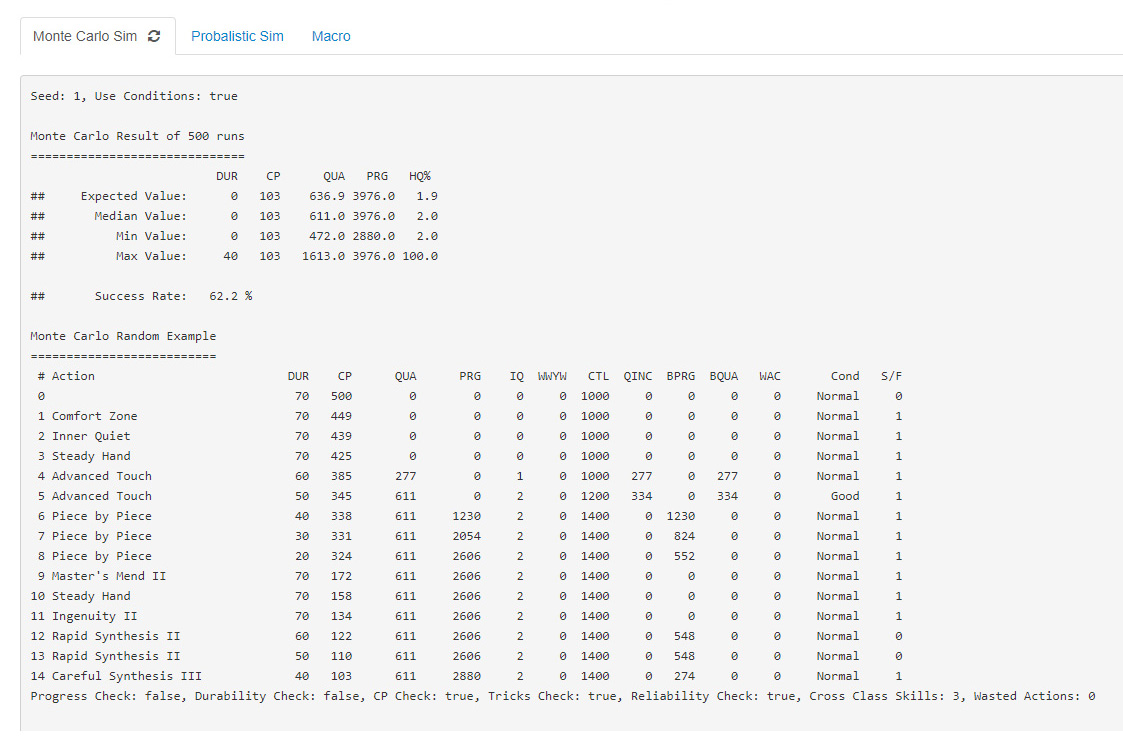 Monte Carlo Sim Probalistic Sim Macro
Seed: 1, Use Conditions: true
Monte Carlo Result of 500 runs
==============================
DUR CP QUA PRG HQ%
## Expected Value: 0 103 636.9 3976.0 1.9
## Median Value: 0 103 611.0 3976.0 2.0
## Min Value: 0 103 472.0 2880.0 2.0
## Max Value: 40 103 1613.0 3976.0 100.0
## Success Rate: 62.2 %
Monte Carlo Random Example
==========================
# Action DUR CP QUA PRG IQ WWYW CTL QINC BPRG BQUA WAC Cond S/F
0 70 500 0 0 0 0 1000 0 0 0 0 Normal 0
1 Comfort Zone 70 449 0 0 0 0 1000 0 0 0 0 Normal 1
2 Inner Quiet 70 439 0 0 0 0 1000 0 0 0 0 Normal 1
3 Steady Hand 70 425 0 0 0 0 1000 0 0 0 0 Normal 1
4 Advanced Touch 60 385 277 0 1 0 1000 277 0 277 0 Normal 1
5 Advanced Touch 50 345 611 0 2 0 1200 334 0 334 0 Good 1
6 Piece by Piece 40 338 611 1230 2 0 1400 0 1230 0 0 Normal 1
7 Piece by Piece 30 331 611 2054 2 0 1400 0 824 0 0 Normal 1
8 Piece by Piece 20 324 611 2606 2 0 1400 0 552 0 0 Normal 1
9 Master's Mend II 70 172 611 2606 2 0 1400 0 0 0 0 Normal 1
10 Steady Hand 70 158 611 2606 2 0 1400 0 0 0 0 Normal 1
11 Ingenuity II 70 134 611 2606 2 0 1400 0 0 0 0 Normal 1
12 Rapid Synthesis II 60 122 611 2606 2 0 1400 0 548 0 0 Normal 0
13 Rapid Synthesis II 50 110 611 2606 2 0 1400 0 548 0 0 Normal 0
14 Careful Synthesis III 40 103 611 2880 2 0 1400 0 274 0 0 Normal 1
Progress Check: false, Durability Check: false, CP Check: true, Tricks Check: true, Reliability Check: true, Cross Class Skills: 3, Wasted Actions: 0